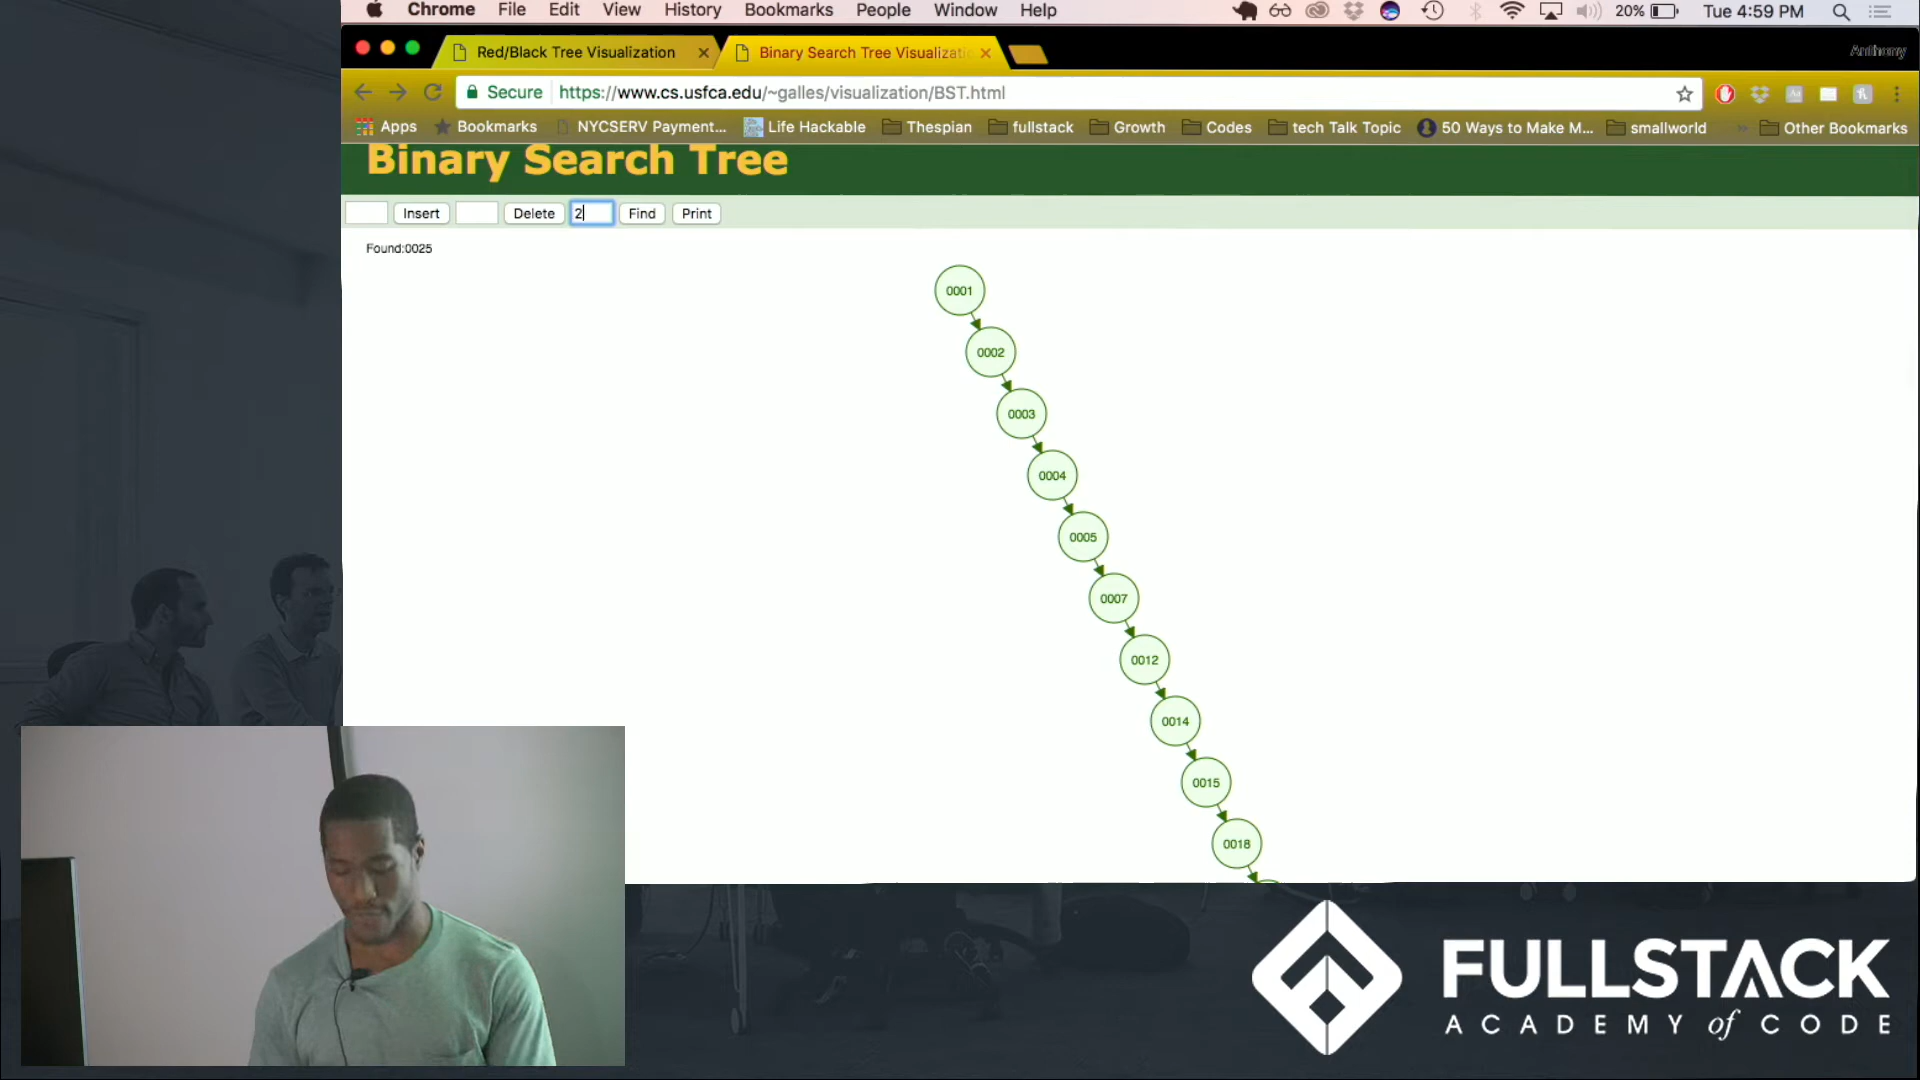 Chrome File Edit View History Bookmarks People Window Help 20% Tue 4:59 PM
Red/Black Tree Visualization Binary Search Tree Visualizatio Anthony
Secure https://www.cs.usfca.edu/~galles/visualization/BST.html
Apps Bookmarks NYCSERV Payment... Life Hackable Thespian fullstack Growth Codes tech Talk Topic 50 Ways to Make M... smallworld » Other Bookmarks
Binary Search Tree
Insert Delete 2 Find Print
Found:0025
0001
0002
0003
0004
0005
0007
0012
0014
0015
0018
FULLSTACK
ACADEMY of CODE